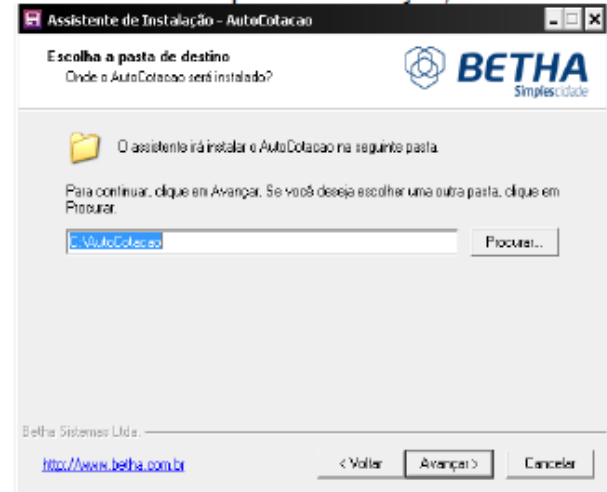 Assistente de Instalação - AutoCotacao
Escolha a pasta de destino
Onde o AutoCotacao será instalado?
BETHA
Simplescidade
O assistente irá instalar o AutoCotacao na seguinte pasta.
Para continuar, clique em Avançar. Se você deseja escolher uma outra pasta, clique em
Procurar.
C:\AutoCotacao
Procurar...
Betha Sistemas Ltda.
http://www.betha.com.br
< Voltar
Avançar >
Cancelar